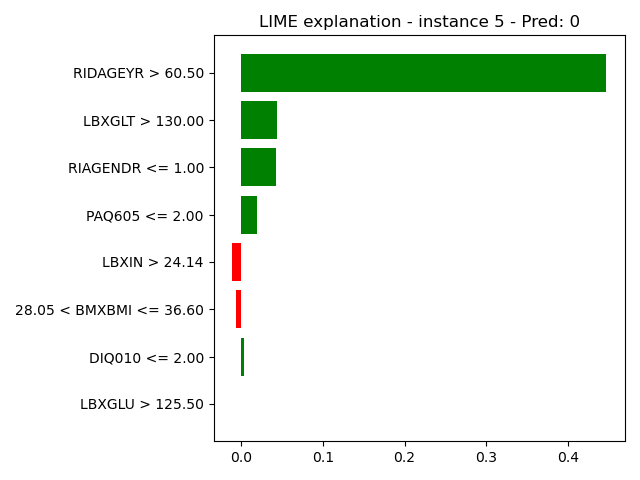 LIME explanation - instance 5 - Pred: 0
RIDAGEYR > 60.50
LBXGLT > 130.00
RIAGENDR <= 1.00
PAQ605 <= 2.00
LBXIN > 24.14
28.05 < BMXBMI <= 36.60
DIQ010 <= 2.00
LBXGLU > 125.50
0.0 0.1 0.2 0.3 0.4